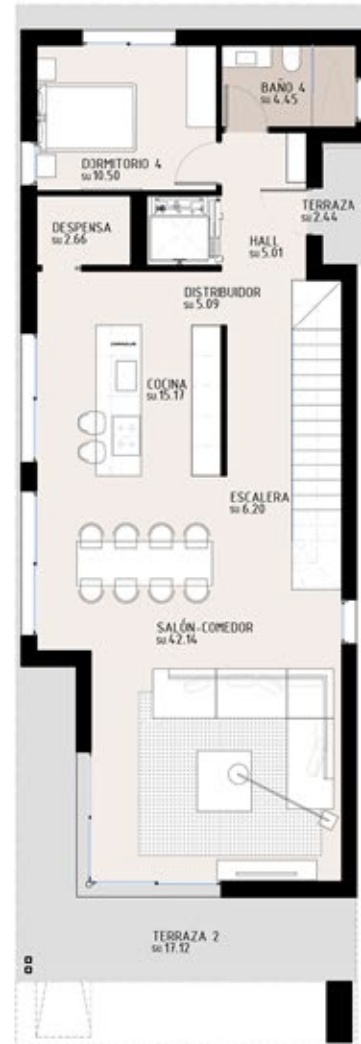 BAÑO 4
su 4.45
DORMITORIO 4
su 10.50
TERRAZA
su 2.44
DESPENSA
su 2.66
HALL
su 5.01
DISTRIBUIDOR
su 5.09
COCINA
su 15.17
ESCALERA
su 6.20
SALÓN-COMEDOR
su 42.14
TERRAZA 2
su 17.12